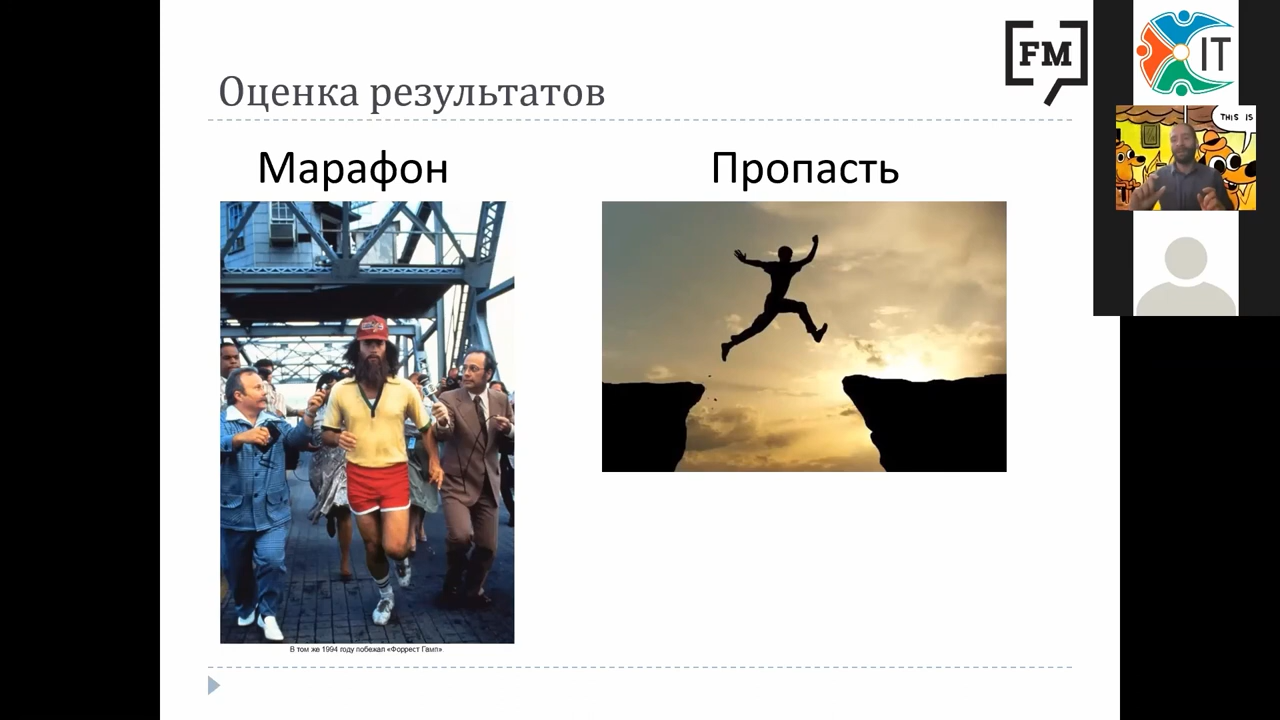 FM
IT
THIS IS
Оценка результатов
Марафон
Пропасть
В том же 1994 году побежал «Форрест Гамп»